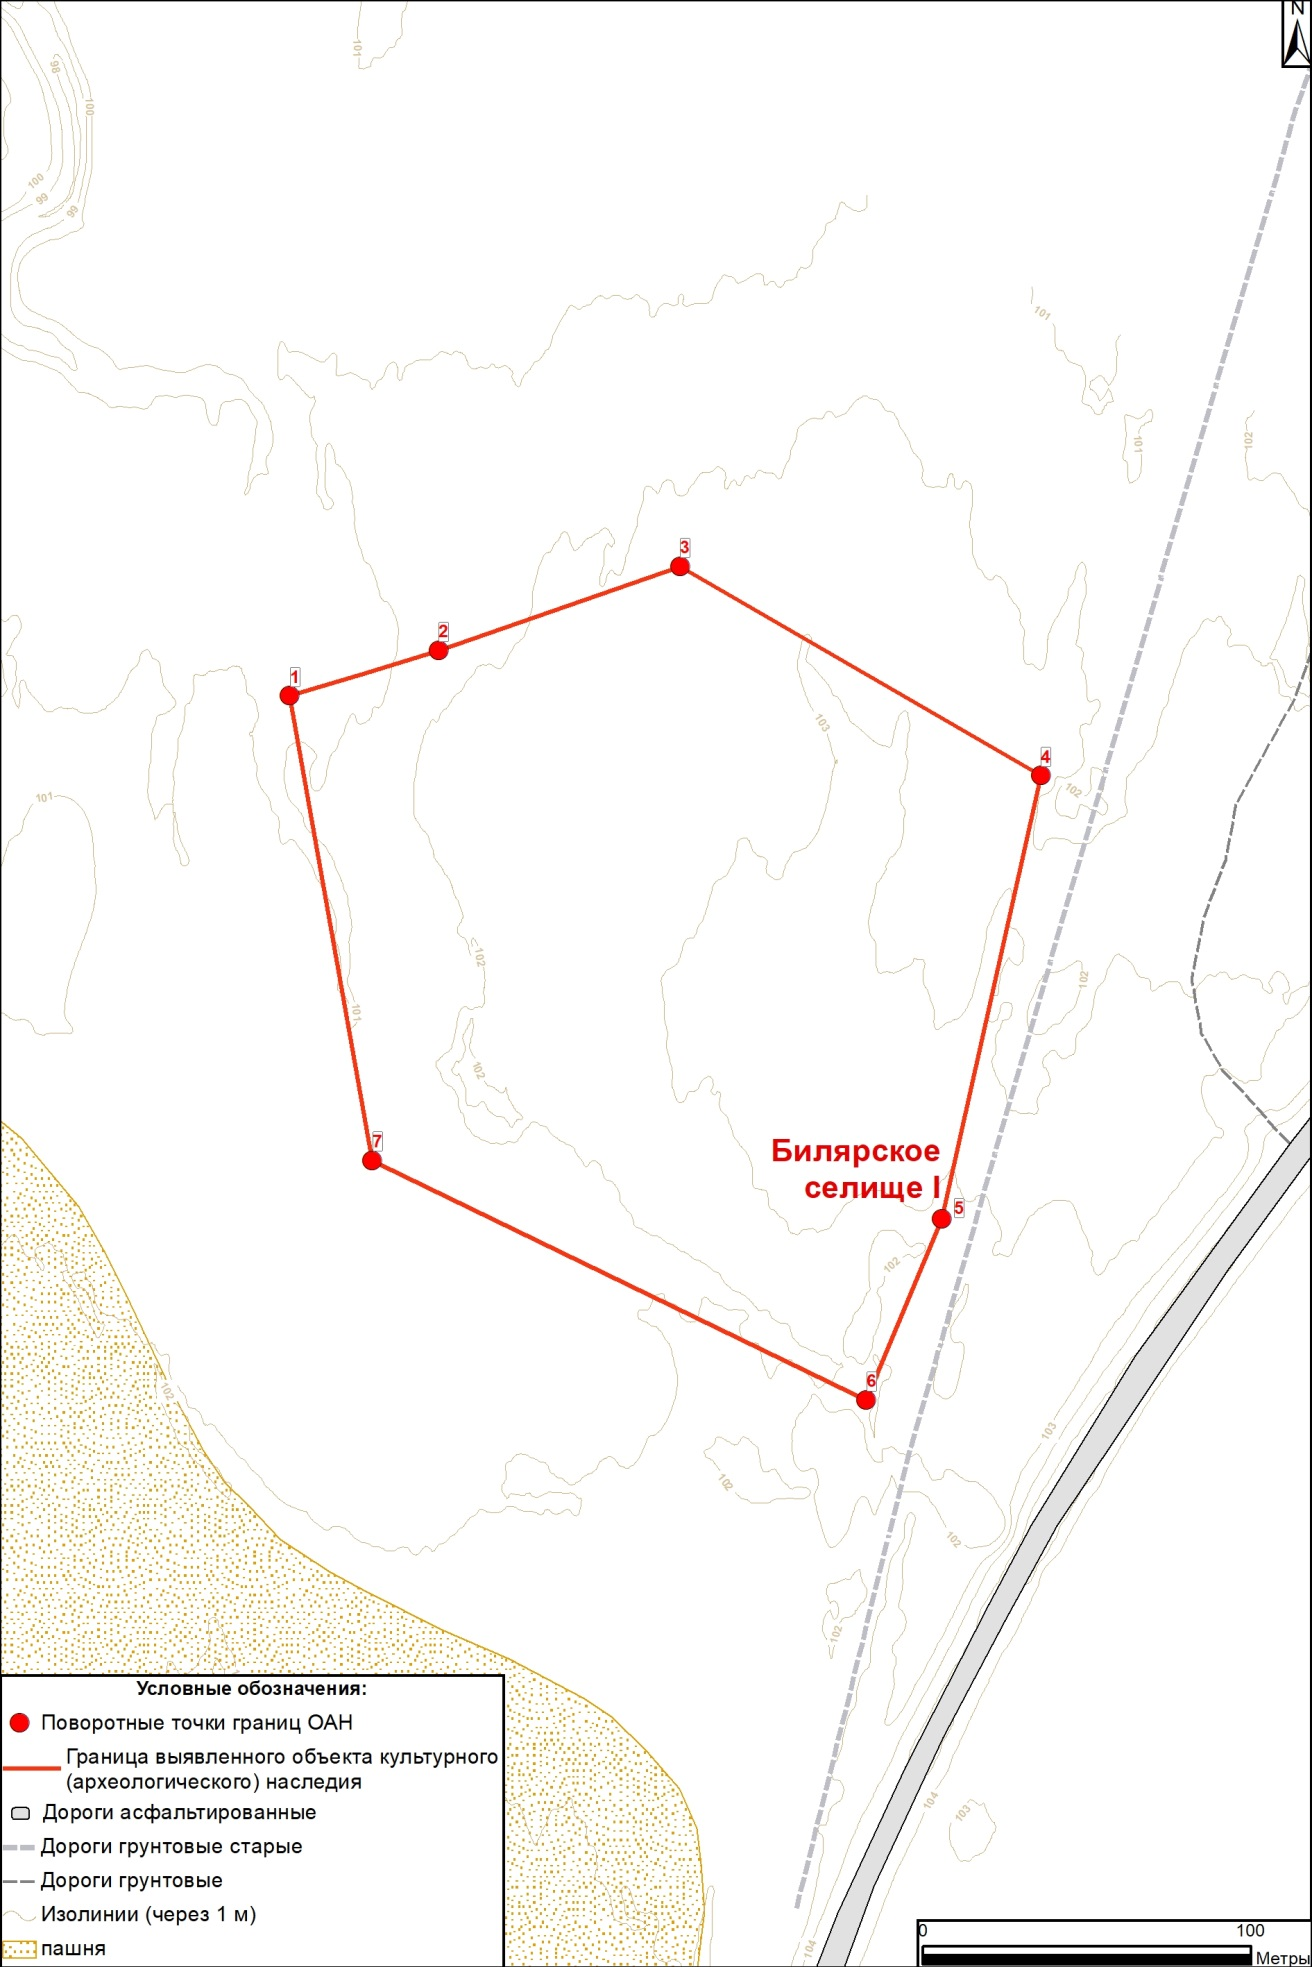 N
98
100
101
100
99
99
101
101
102
3
2
1
103
4
102
101
102
102
101
102
7
Билярское
селище I
5
102
6
102
103
102
102
102
104
103
104
Условные обозначения:
Поворотные точки границ ОАН
Граница выявленного объекта культурного
(археологического) наследия
Дороги асфальтированные
Дороги грунтовые старые
Дороги грунтовые
Изолинии (через 1 м)
пашня
0 100
Метры